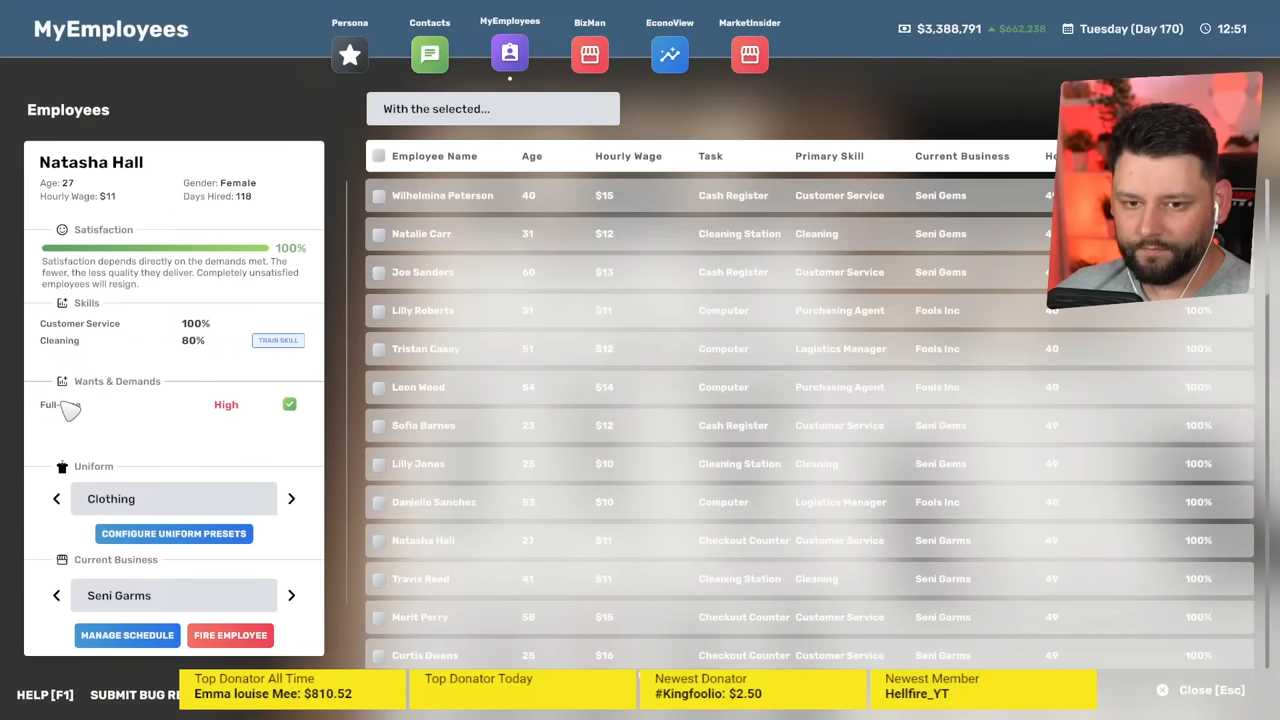 MyEmployees
Persona
Contacts
MyEmployees
BizMan
EconoView
MarketInsider
$3,388,791 $662,238
Tuesday (Day 170)
12:51
Employees
Natasha Hall
Age: 27
Gender: Female
Hourly Wage: $11
Days Hired: 118
Satisfaction
100%
Satisfaction depends directly on the demands met. The
fewer, the less quality they deliver. Completely unsatisfied
employees will resign.
Skills
Customer Service 100%
Cleaning 80% TRAIN SKILL
Wants & Demands
High
Uniform
Clothing
CONFIGURE UNIFORM PRESETS
Current Business
Seni Garms
MANAGE SCHEDULE FIRE EMPLOYEE
With the selected...
Employee Name Age Hourly Wage Task Primary Skill Current Business
Wilhelmina Peterson 40 $15 Cash Register Customer Service Seni Gems
Natalie Carr 31 $12 Cleaning Station Cleaning Seni Gems
Joe Sanders 60 $13 Cash Register Customer Service Seni Gems
Lilly Roberts 31 $11 Computer Purchasing Agent Fools Inc 40 100%
Tristan Casey 51 $12 Computer Logistics Manager Fools Inc 40 100%
Leon Wood 54 $14 Computer Purchasing Agent Fools Inc 40 100%
Sofia Barnes 23 $12 Cash Register Customer Service Seni Gems 49 100%
Lilly Jones 25 $10 Cleaning Station Cleaning Seni Gems 49 100%
Danielle Sanchez 53 $10 Computer Logistics Manager Fools Inc 40 100%
Natasha Hall 27 $11 Checkout Counter Customer Service Seni Garms 49 100%
Travis Reed 41 $11 Cleaning Station Cleaning Seni Garms 49 100%
Merit Perry 58 $15 Checkout Counter Customer Service Seni Garms 49 100%
Curtis Owens 25 $16 Checkout Counter Customer Service Seni Garms 49 100%
HELP [F1] SUBMIT BUG
Top Donator All Time
Emma louise Mee: $810.52
Top Donator Today
Newest Donator
#Kingfoolio: $2.50
Newest Member
Hellfire_YT
Close [Esc]